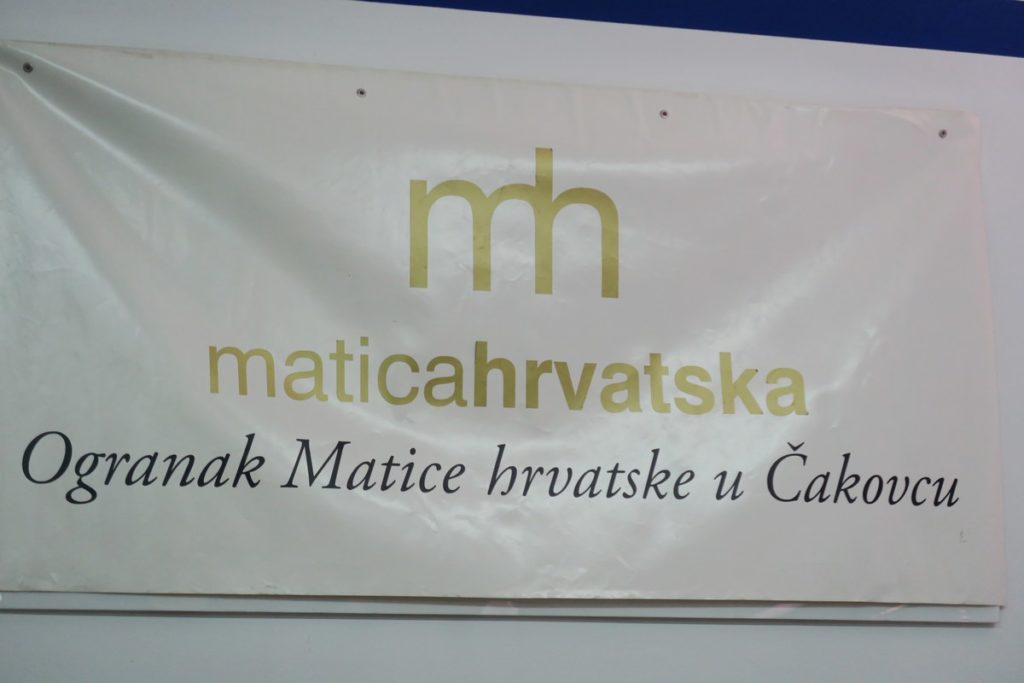 mh
maticahrvatska
Ogranak Matice hrvatske u Čakovcu